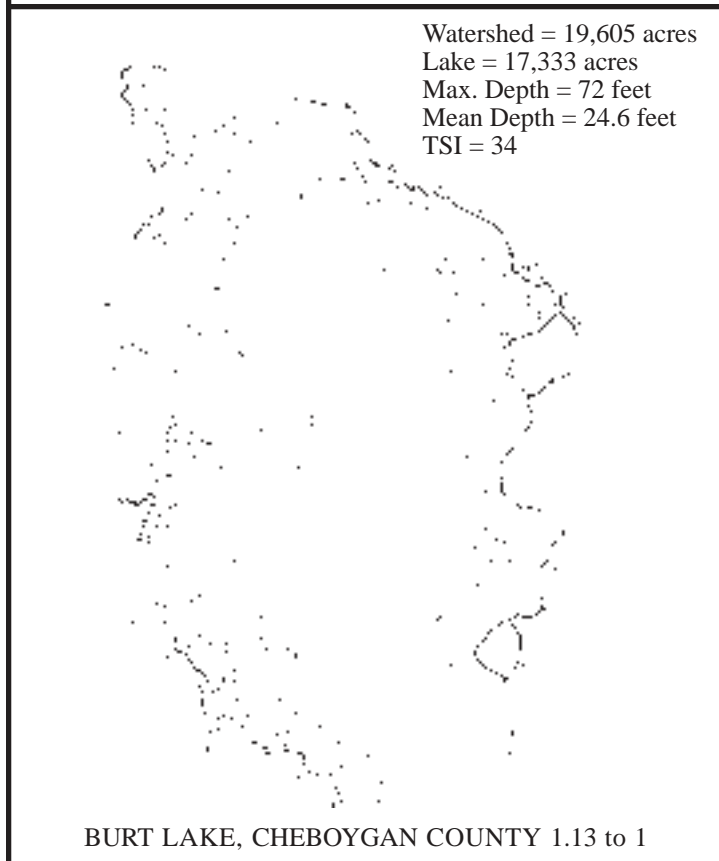 Watershed = 19,605 acres
Lake = 17,333 acres
Max. Depth = 72 feet
Mean Depth = 24.6 feet
TSI = 34
BURT LAKE, CHEBOYGAN COUNTY 1.13 to 1